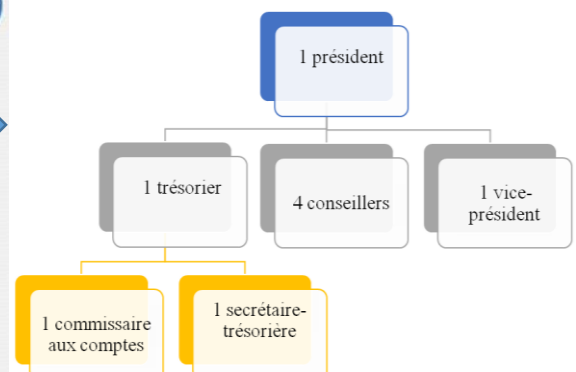 1 président
1 trésorier
4 conseillers
1 vice-
président
1 commissaire
aux comptes
1 secrétaire-
trésorière